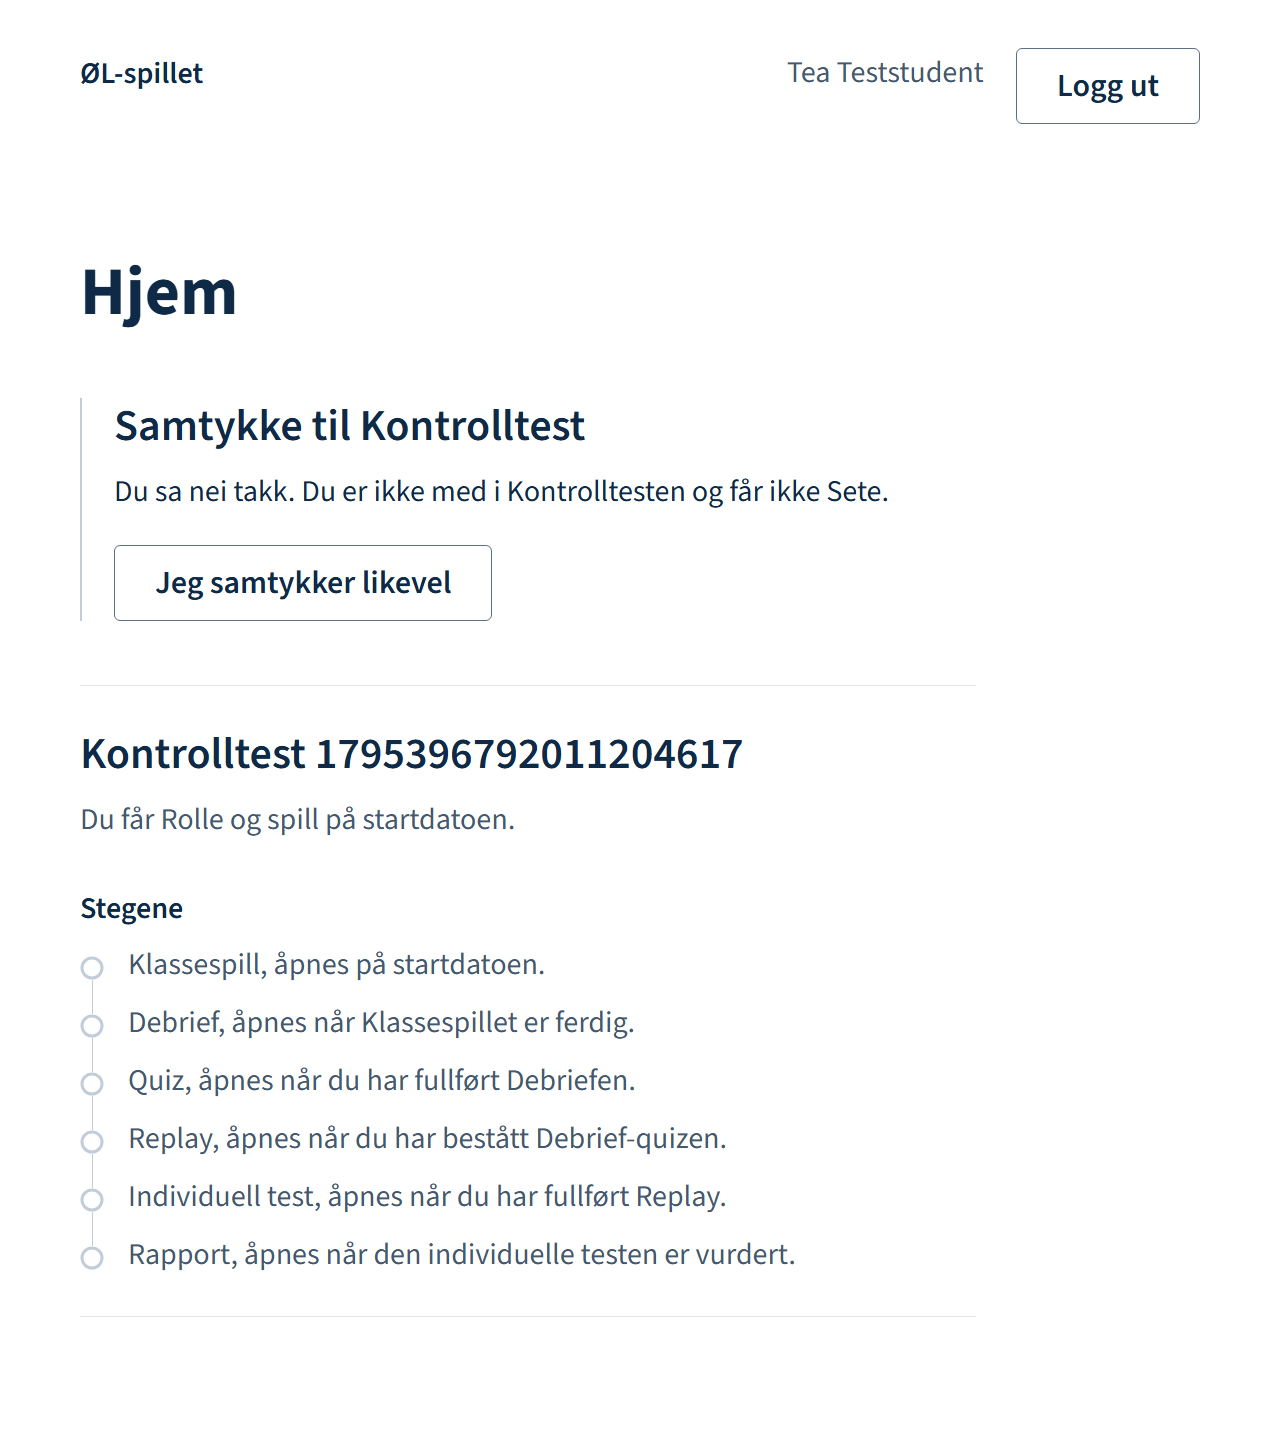 ØL-spillet
Tea Teststudent
Logg ut
Hjem
Samtykke til Kontrolltest
Du sa nei takk. Du er ikke med i Kontrolltesten og får ikke Sete.
Jeg samtykker likevel
Kontrolltest 1795396792011204617
Du får Rolle og spill på startdatoen.
Stegene
Klassespill, åpnes på startdatoen.
Debrief, åpnes når Klassespillet er ferdig.
Quiz, åpnes når du har fullført Debriefen.
Replay, åpnes når du har bestått Debrief-quizen.
Individuell test, åpnes når du har fullført Replay.
Rapport, åpnes når den individuelle testen er vurdert.